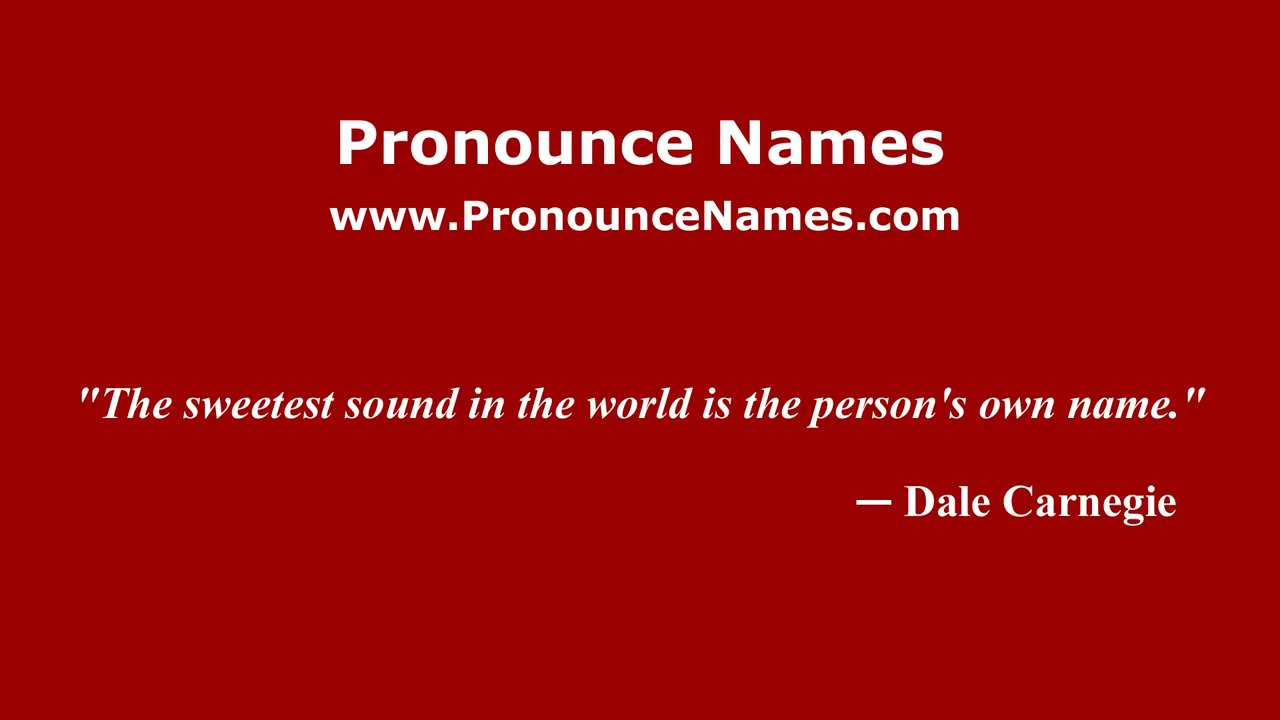 Pronounce Names
www.PronounceNames.com
"The sweetest sound in the world is the person's own name."
— Dale Carnegie